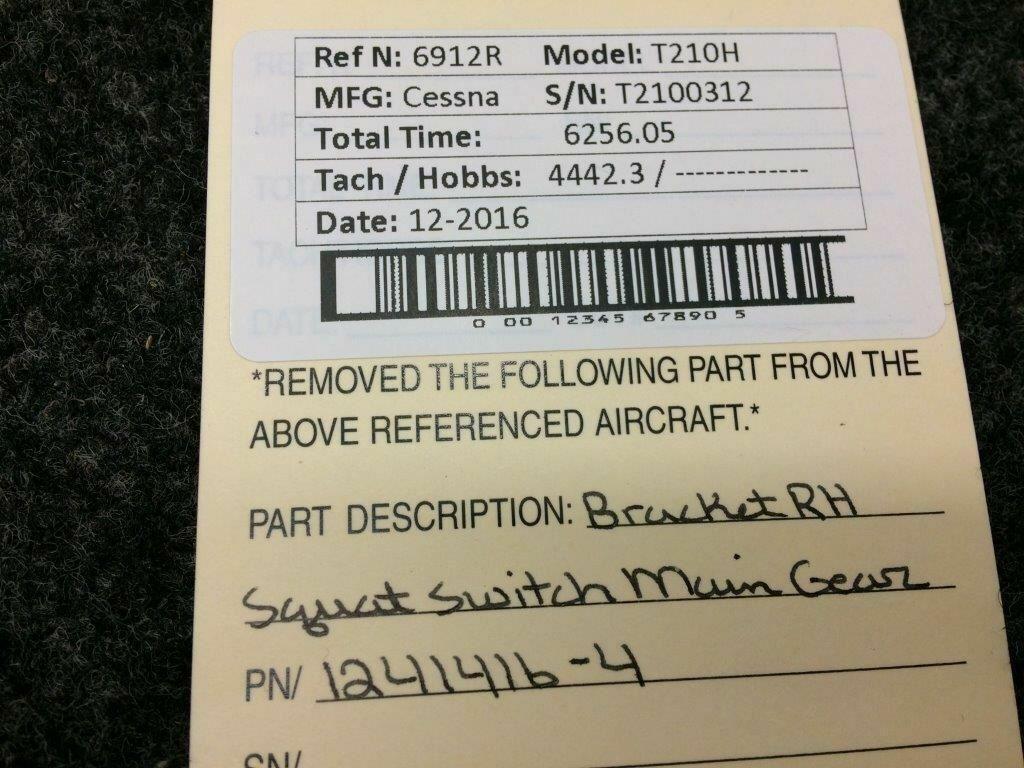 Ref N: 6912R Model: T210H
MFG: Cessna S/N: T2100312
Total Time: 6256.05
Tach / Hobbs: 4442.3 / -------------
Date: 12-2016
0 00 12345 67890 5
*REMOVED THE FOLLOWING PART FROM THE
ABOVE REFERENCED AIRCRAFT.*
PART DESCRIPTION: Bracket RH
Squat Switch Main Gear
PN/ 1241416-4
SN/